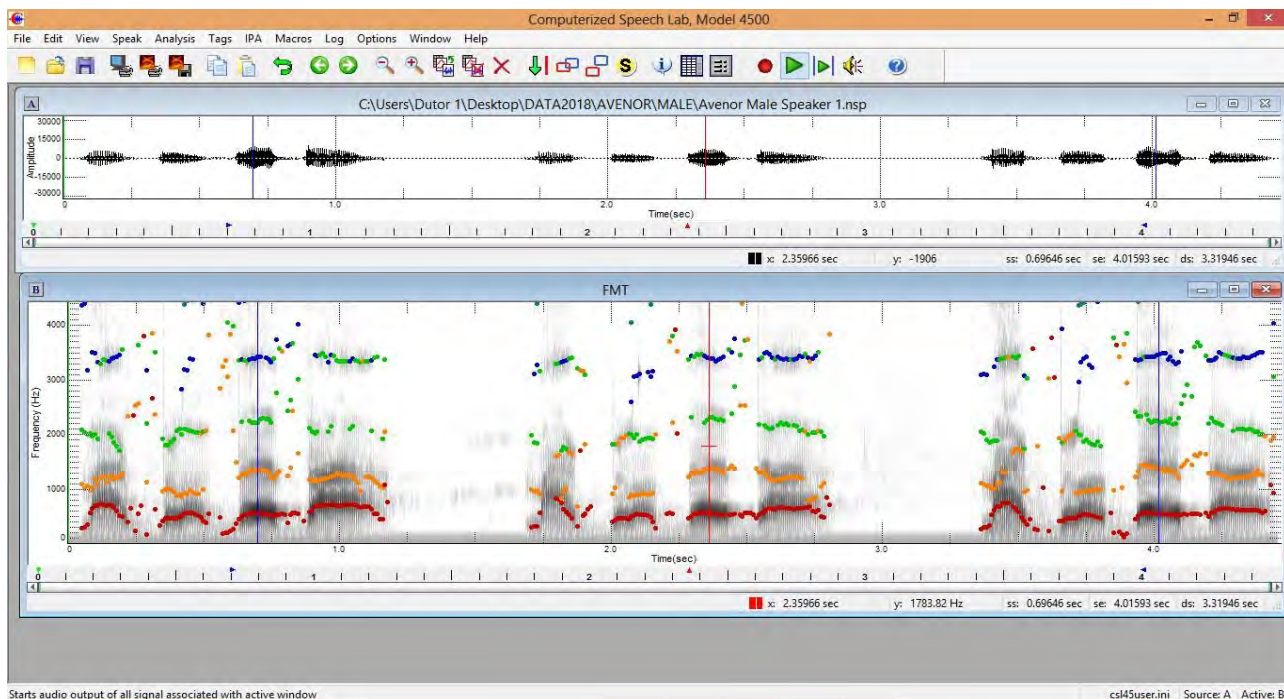 Computerized Speech Lab, Model 4500
File Edit View Speak Analysis Tags IPA Macros Log Options Window Help
A
C:\Users\Dutor 1\Desktop\DATA2018\AVENOR\MALE\Avenor Male Speaker 1.nsp
30000
15000
0
-15000
-30000
Amplitude
0 1.0 2.0 3.0 4.0
Time(sec)
0 1 2 3 4
x: 2.35966 sec y: -1906 ss: 0.69646 sec se: 4.01593 sec ds: 3.31946 sec
B FMT
4000
3000
2000
1000
0
Frequency (Hz)
0 1.0 2.0 3.0 4.0
Time(sec)
0 1 2 3 4
x: 2.35966 sec y: 1783.82 Hz ss: 0.69646 sec se: 4.01593 sec ds: 3.31946 sec
Starts audio output of all signal associated with active window csl45user.ini Source: A Active: B